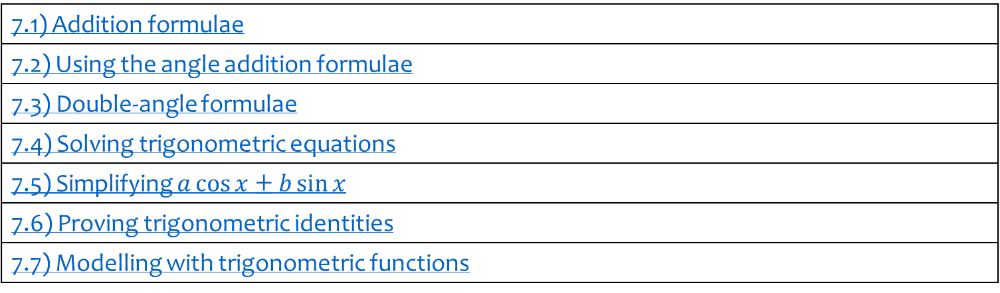 7.1) Addition formulae
7.2) Using the angle addition formulae
7.3) Double-angle formulae
7.4) Solving trigonometric equations
7.5) Simplifying a cos x ± b sin x
7.6) Proving trigonometric identities
7.7) Modelling with trigonometric functions